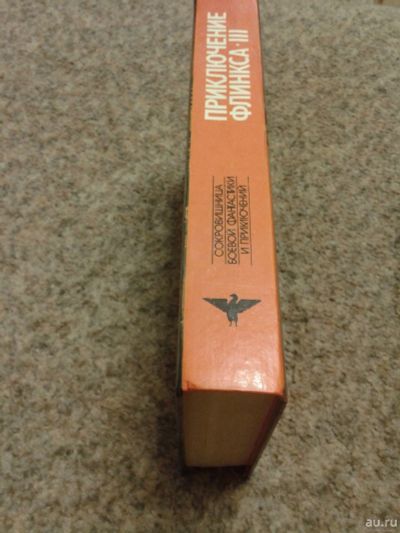 ПРИКЛЮЧЕНИЕ
ФЛИНКСА·III
СОКРОВИЩНИЦА
БОЕВОЙ ФАНТАСТИКИ
И ПРИКЛЮЧЕНИЙ
au.ru